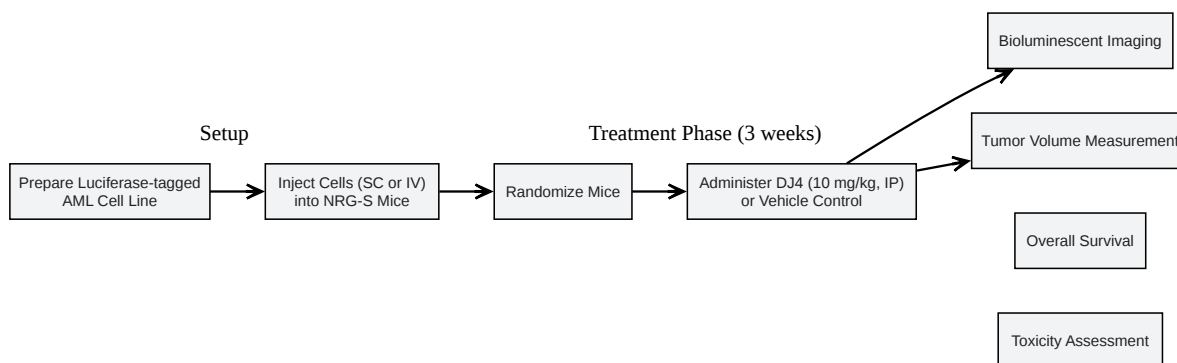 Setup
Treatment Phase (3 weeks)
Prepare Luciferase-tagged
AML Cell Line
Inject Cells (SC or IV)
into NRG-S Mice
Randomize Mice
Administer DJ4 (10 mg/kg, IP)
or Vehicle Control
Bioluminescent Imaging
Tumor Volume Measurement
Overall Survival
Toxicity Assessment